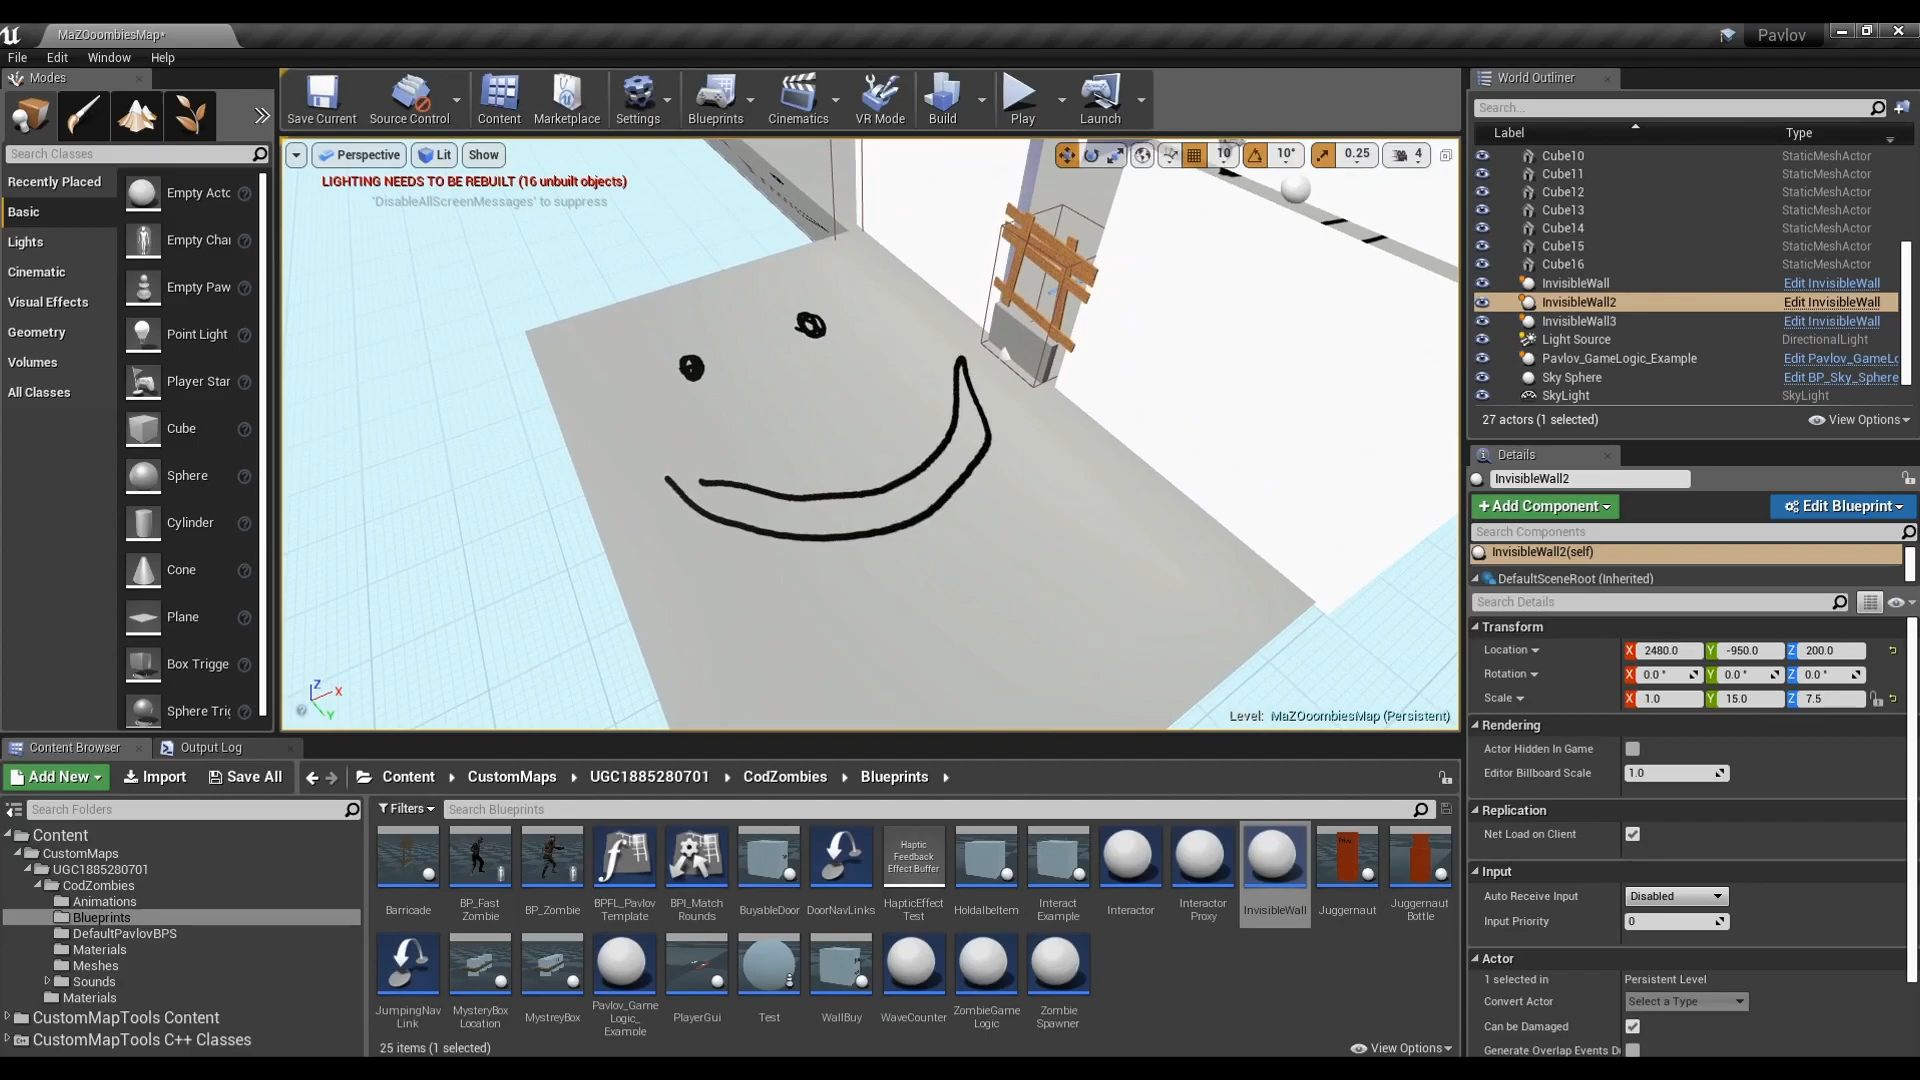 MaZOoombiesMap*
Pavlov
File Edit Window Help
Modes
Save Current
Source Control
Content
Marketplace
Settings
Blueprints
Cinematics
VR Mode
Build
Play
Launch
Search Classes
Recently Placed
Basic
Lights
Cinematic
Visual Effects
Geometry
Volumes
All Classes
Empty Actc
Empty Chai
Empty Paw
Point Light
Player Star
Cube
Sphere
Cylinder
Cone
Plane
Box Trigge
Sphere Trig
Perspective
Lit
Show
10
10°
0.25
4
LIGHTING NEEDS TO BE REBUILT (16 unbuilt objects)
'DisableAllScreenMessages' to suppress
Z
X
Y
Level: MaZOoombiesMap (Persistent)
World Outliner
Search...
Label Type
Cube10 StaticMeshActor
Cube11 StaticMeshActor
Cube12 StaticMeshActor
Cube13 StaticMeshActor
Cube14 StaticMeshActor
Cube15 StaticMeshActor
Cube16 StaticMeshActor
InvisibleWall Edit InvisibleWall
InvisibleWall2 Edit InvisibleWall
InvisibleWall3 Edit InvisibleWall
Light Source DirectionalLight
Pavlov_GameLogic_Example Edit Pavlov_GameLc
Sky Sphere Edit BP_Sky_Sphere
SkyLight SkyLight
27 actors (1 selected) View Options
Details
InvisibleWall2
+Add Component
Edit Blueprint
Search Components
InvisibleWall2(self)
DefaultSceneRoot (Inherited)
Search Details
Transform
Location X 2480.0 Y -950.0 Z 200.0
Rotation X 0.0 ° Y 0.0 ° Z 0.0 °
Scale X 1.0 Y 15.0 Z 7.5
Rendering
Actor Hidden In Game
Editor Billboard Scale 1.0
Replication
Net Load on Client
Input
Auto Receive Input Disabled
Input Priority 0
Actor
1 selected in Persistent Level
Convert Actor Select a Type
Can be Damaged
Generate Overlap Events D
Content Browser
Output Log
Add New
Import
Save All
Content CustomMaps UGC1885280701 CodZombies Blueprints
Search Folders
Content
CustomMaps
UGC1885280701
CodZombies
Animations
Blueprints
DefaultPavlovBPS
Materials
Meshes
Sounds
Materials
CustomMapTools Content
CustomMapTools C++ Classes
Filters
Search Blueprints
Haptic
Feedback
Effect Buffer
Barricade
BP_Fast
Zombie
BP_Zombie
BPFL_Pavlov
Template
BPI_Match
Rounds
BuyableDoor
DoorNavLinks
HapticEffect
Test
HoldalbeItem
Interact
Example
Interactor
Interactor
Proxy
InvisibleWall
Juggernaut
Juggernaut
Bottle
JumpingNav
Link
MysteryBox
Location
MystreyBox
Pavlov_Game
Logic_
Example
PlayerGui
Test
WallBuy
WaveCounter
ZombieGame
Logic
Zombie
Spawner
25 items (1 selected)
View Options